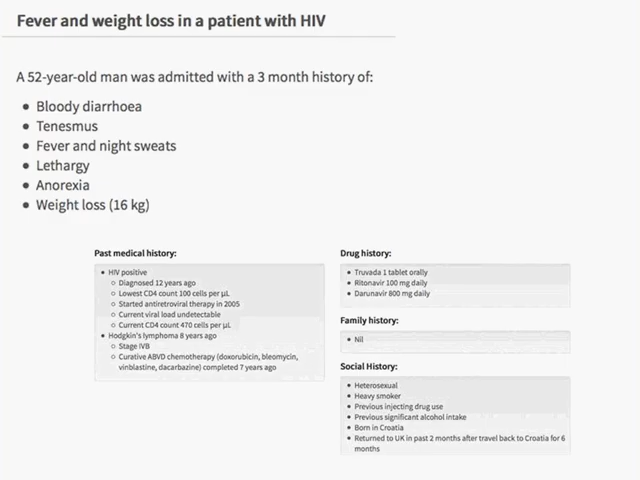 Fever and weight loss in a patient with HIV
A 52-year-old man was admitted with a 3 month history of:
• Bloody diarrhoea
• Tenesmus
• Fever and night sweats
• Lethargy
• Anorexia
• Weight loss (16 kg)
Past medical history:
• HIV positive
○ Diagnosed 12 years ago
○ Lowest CD4 count 100 cells per µL
○ Started antiretroviral therapy in 2005
○ Current viral load undetectable
○ Current CD4 count 470 cells per µL
• Hodgkin's lymphoma 8 years ago
○ Stage IVB
○ Curative ABVD chemotherapy (doxorubicin, bleomycin,
vinblastine, dacarbazine) completed 7 years ago
Drug history:
• Truvada 1 tablet orally
• Ritonavir 100 mg daily
• Darunavir 800 mg daily
Family history:
• Nil
Social History:
• Heterosexual
• Heavy smoker
• Previous injecting drug use
• Previous significant alcohol intake
• Born in Croatia
• Returned to UK in past 2 months after travel back to Croatia for 6
months